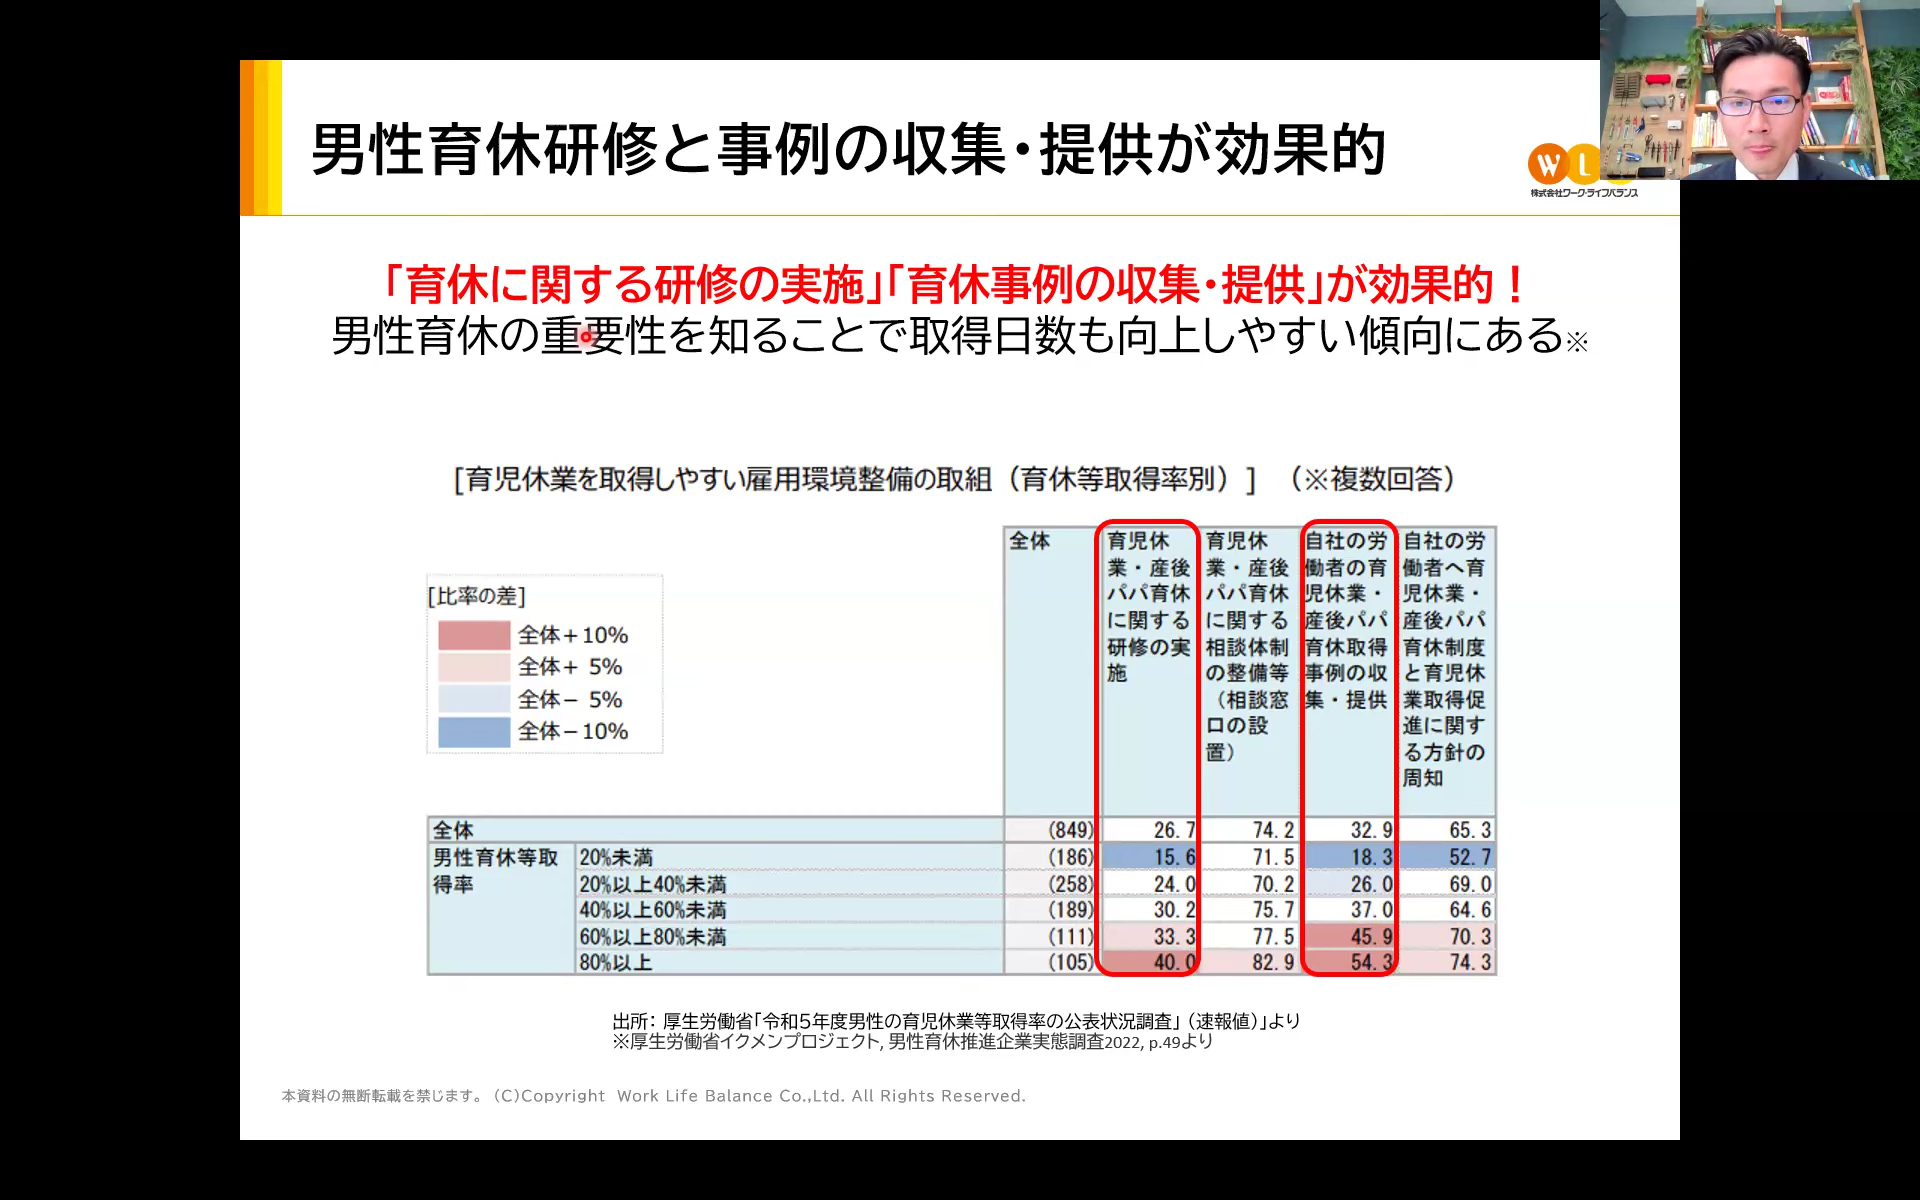 男性育休研修と事例の収集・提供が効果的
W L
株式会社ワーク・ライフバランス
「育休に関する研修の実施」「育休事例の収集・提供」が効果的！
男性育休の重要性を知ることで取得日数も向上しやすい傾向にある※
［育児休業を取得しやすい雇用環境整備の取組（育休等取得率別）］ （※複数回答）
[比率の差]
全体＋10%
全体＋ 5%
全体－ 5%
全体－10%
全体
育児休
業・産後
パパ育休
に関する
研修の実
施
育児休
業・産後
パパ育休
に関する
相談体制
の整備等
（相談窓
口の設
置）
自社の労
働者の育
児休業・
産後パパ
育休取得
事例の収
集・提供
自社の労
働者へ育
児休業・
産後パパ
育休制度
と育児休
業取得促
進に関す
る方針の
周知
全体 (849) 26.7 74.2 32.9 65.3
男性育休等取
得率
20%未満 (186) 15.6 71.5 18.3 52.7
20%以上40%未満 (258) 24.0 70.2 26.0 69.0
40%以上60%未満 (189) 30.2 75.7 37.0 64.6
60%以上80%未満 (111) 33.3 77.5 45.9 70.3
80%以上 (105) 40.0 82.9 54.3 74.3
出所： 厚生労働省「令和5年度男性の育児休業等取得率の公表状況調査」（速報値）」より
※厚生労働省イクメンプロジェクト, 男性育休推進企業実態調査2022, p.49より
本資料の無断転載を禁じます。 (C)Copyright Work Life Balance Co.,Ltd. All Rights Reserved.